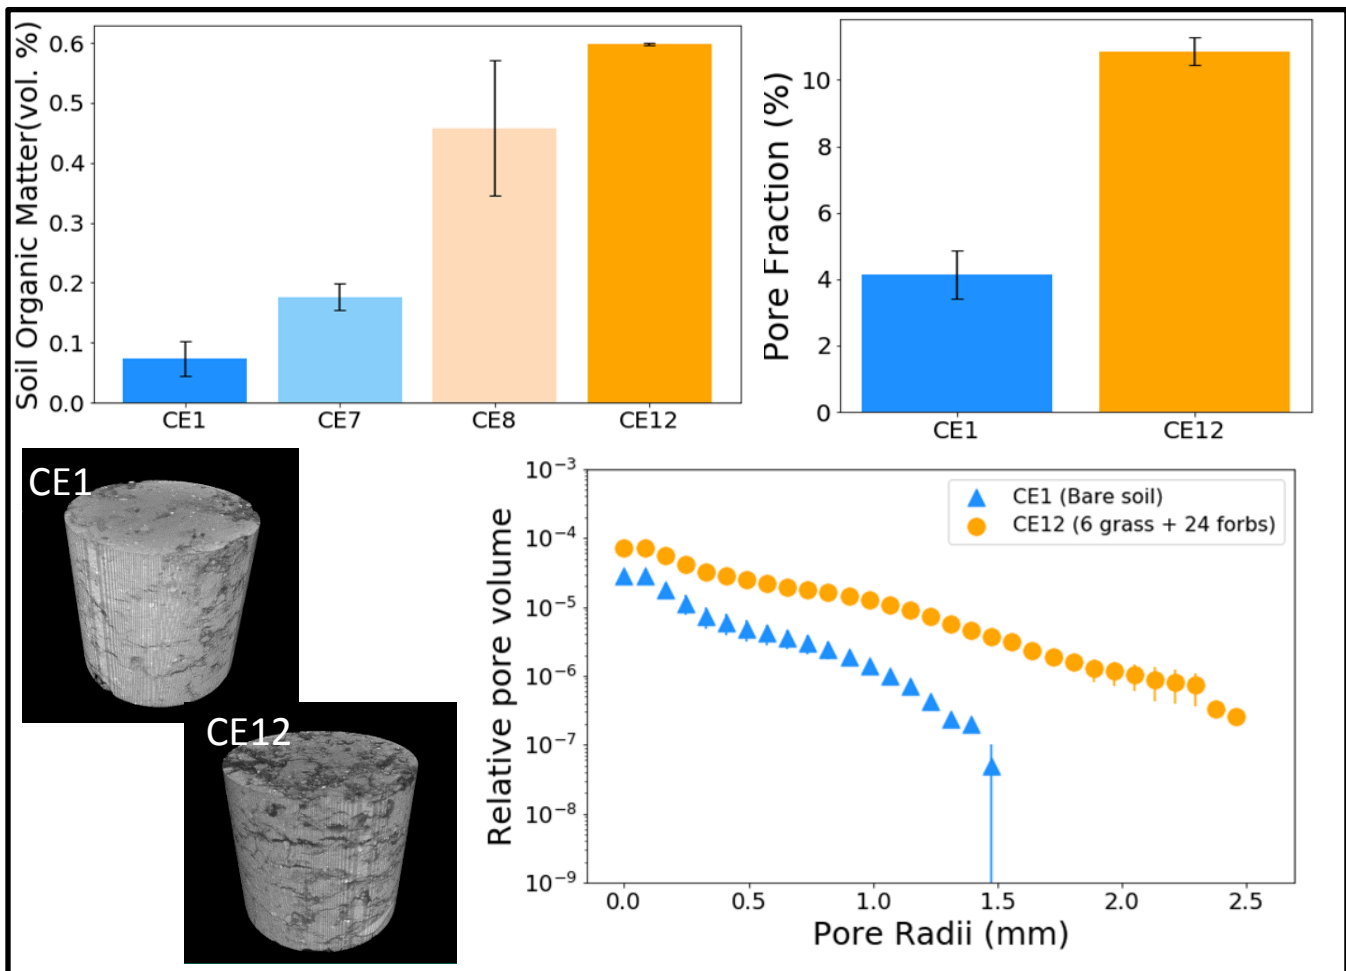 Soil Organic Matter(vol. %)
0.6
0.5
0.4
0.3
0.2
0.1
0.0
CE1 CE7 CE8 CE12
Pore Fraction (%)
10
8
6
4
2
0
CE1 CE12
CE1
CE12
Relative pore volume
10⁻³
10⁻⁴
10⁻⁵
10⁻⁶
10⁻⁷
10⁻⁸
10⁻⁹
CE1 (Bare soil)
CE12 (6 grass + 24 forbs)
0.0 0.5 1.0 1.5 2.0 2.5
Pore Radii (mm)